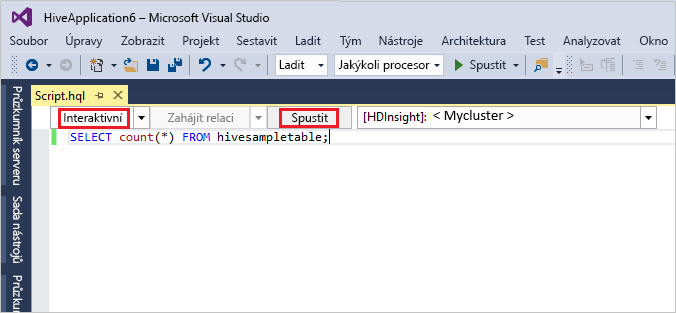 HiveApplication6 – Microsoft Visual Studio
Soubor Úpravy Zobrazit Projekt Sestavit Ladit Tým Nástroje Architektura Test Analyzovat Okno
Ladit Jakýkoli procesor Spustit
Script.hql
Interaktivní Zahájit relaci Spustit [HDInsight]: < Mycluster >
SELECT count(*) FROM hivesampletable;
Průzkumník serveru
Sada nástrojů